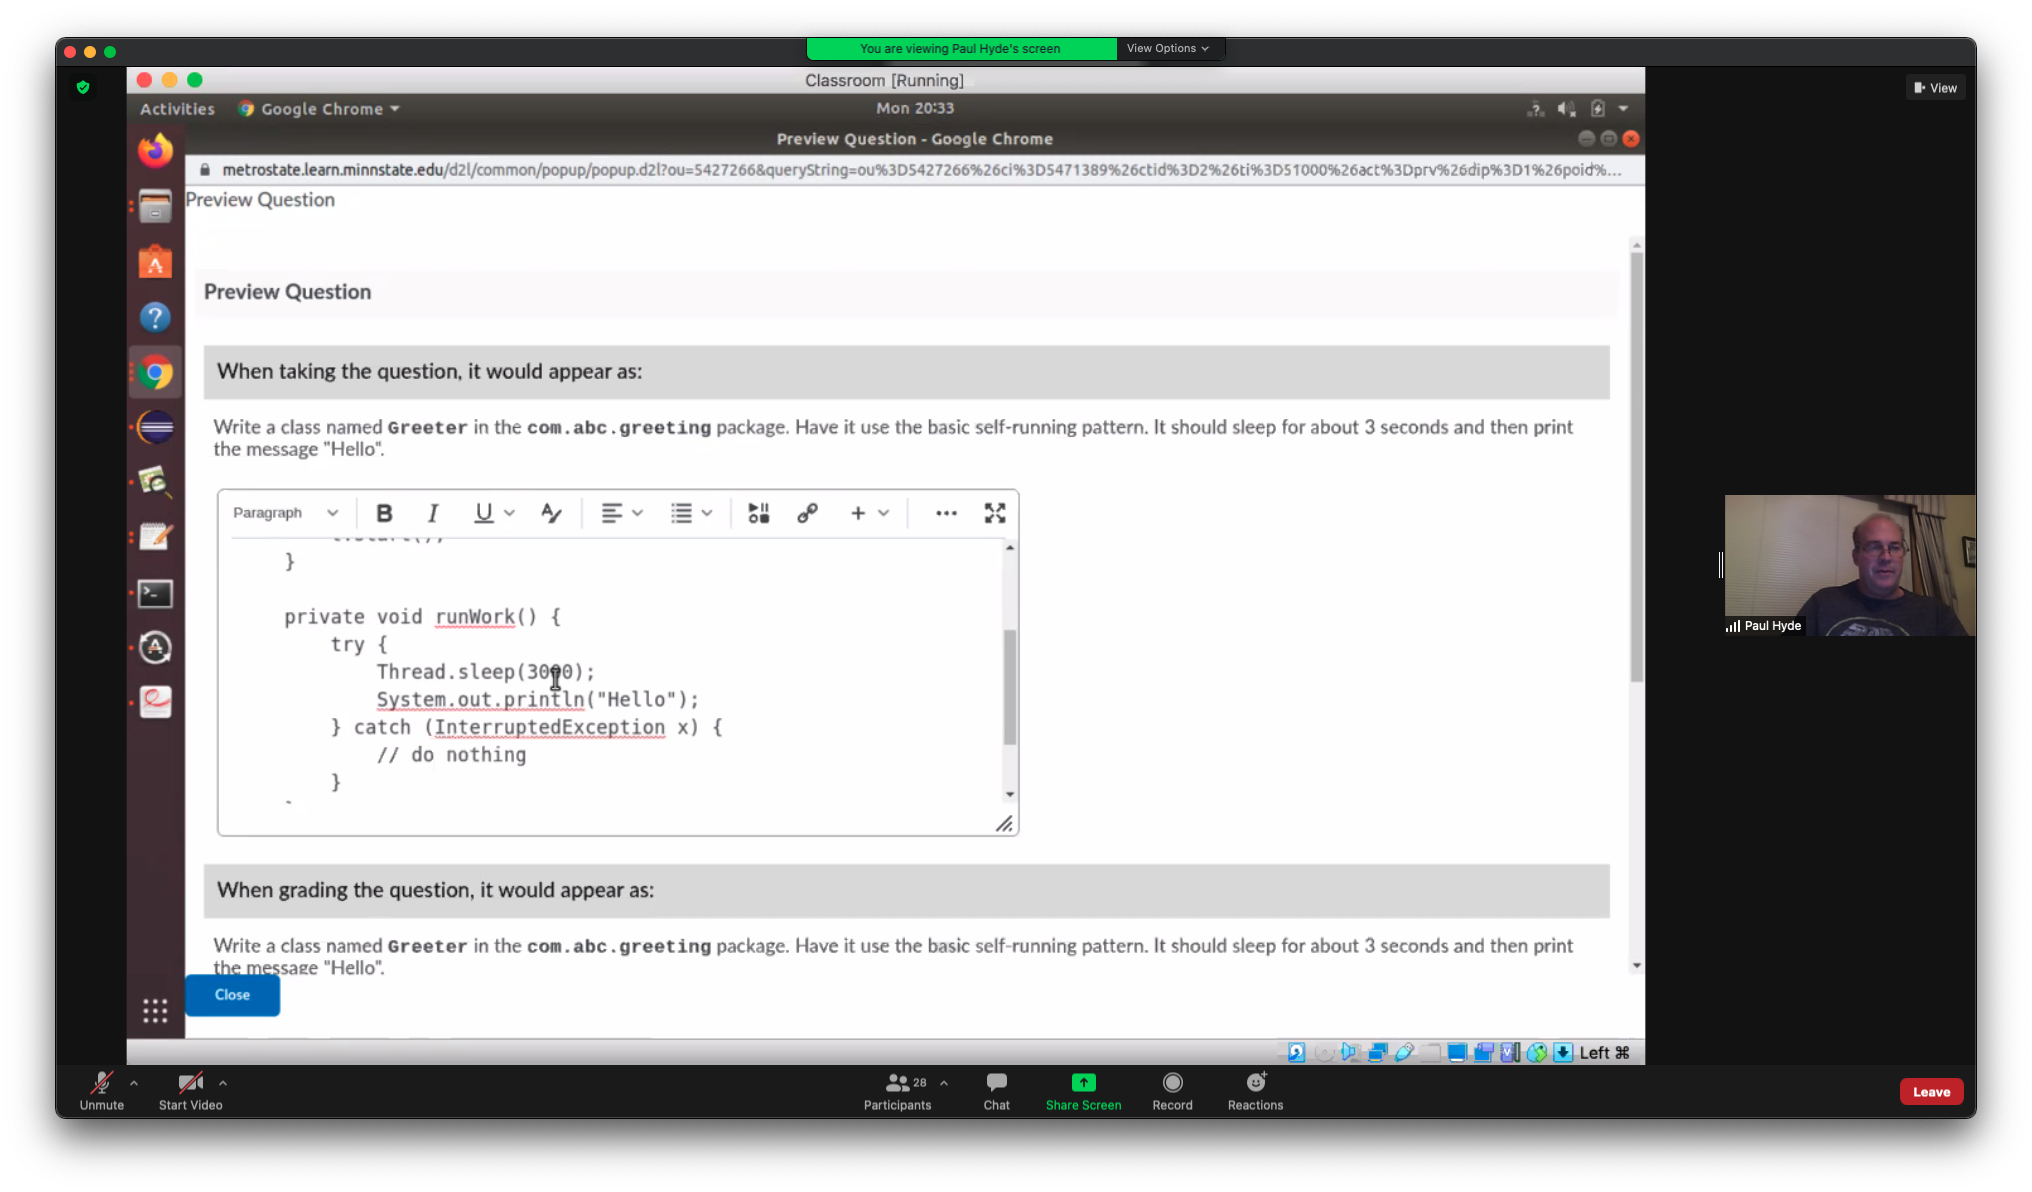 You are viewing Paul Hyde's screen
View Options
Classroom [Running]
View
Activities
Google Chrome
Mon 20:33
Preview Question - Google Chrome
metrostate.learn.minnstate.edu/d2l/common/popup/popup.d2l?ou=5427266&queryString=ou%3D5427266%26ci%3D5471389%26ctid%3D2%26ti%3D51000%26act%3Dprv%26dip%3D1%26poid%...
Preview Question
Preview Question
When taking the question, it would appear as:
Write a class named Greeter in the com.abc.greeting package. Have it use the basic self-running pattern. It should sleep for about 3 seconds and then print
the message "Hello".
Paragraph
B I U
t.start();
}
private void runWork() {
try {
Thread.sleep(3000);
System.out.println("Hello");
} catch (InterruptedException x) {
// do nothing
}
When grading the question, it would appear as:
Write a class named Greeter in the com.abc.greeting package. Have it use the basic self-running pattern. It should sleep for about 3 seconds and then print
the message "Hello".
Close
Paul Hyde
Left ⌘
Unmute
Start Video
28
Participants
Chat
Share Screen
Record
Reactions
Leave